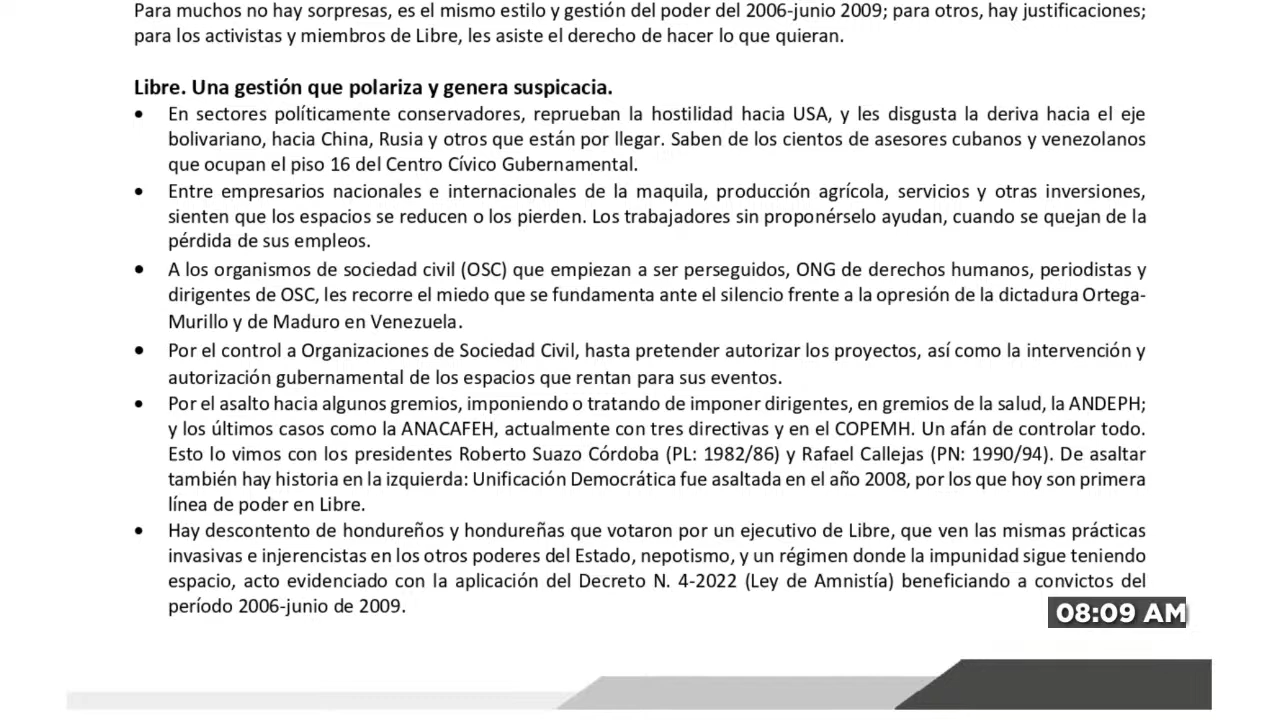 Para muchos no hay sorpresas, es el mismo estilo y gestión del poder del 2006-junio 2009; para otros, hay justificaciones;
para los activistas y miembros de Libre, les asiste el derecho de hacer lo que quieran.
Libre. Una gestión que polariza y genera suspicacia.
• En sectores políticamente conservadores, reprueban la hostilidad hacia USA, y les disgusta la deriva hacia el eje
bolivariano, hacia China, Rusia y otros que están por llegar. Saben de los cientos de asesores cubanos y venezolanos
que ocupan el piso 16 del Centro Cívico Gubernamental.
• Entre empresarios nacionales e internacionales de la maquila, producción agrícola, servicios y otras inversiones,
sienten que los espacios se reducen o los pierden. Los trabajadores sin proponérselo ayudan, cuando se quejan de la
pérdida de sus empleos.
• A los organismos de sociedad civil (OSC) que empiezan a ser perseguidos, ONG de derechos humanos, periodistas y
dirigentes de OSC, les recorre el miedo que se fundamenta ante el silencio frente a la opresión de la dictadura Ortega-
Murillo y de Maduro en Venezuela.
• Por el control a Organizaciones de Sociedad Civil, hasta pretender autorizar los proyectos, así como la intervención y
autorización gubernamental de los espacios que rentan para sus eventos.
• Por el asalto hacia algunos gremios, imponiendo o tratando de imponer dirigentes, en gremios de la salud, la ANDEPH;
y los últimos casos como la ANACAFEH, actualmente con tres directivas y en el COPEMH. Un afán de controlar todo.
Esto lo vimos con los presidentes Roberto Suazo Córdoba (PL: 1982/86) y Rafael Callejas (PN: 1990/94). De asaltar
también hay historia en la izquierda: Unificación Democrática fue asaltada en el año 2008, por los que hoy son primera
línea de poder en Libre.
• Hay descontento de hondureños y hondureñas que votaron por un ejecutivo de Libre, que ven las mismas prácticas
invasivas e injerencistas en los otros poderes del Estado, nepotismo, y un régimen donde la impunidad sigue teniendo
espacio, acto evidenciado con la aplicación del Decreto N. 4-2022 (Ley de Amnistía) beneficiando a convictos del
período 2006-junio de 2009.
08:09 AM